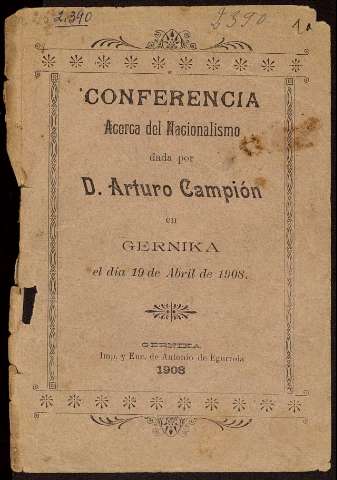 2.390
1390
CONFERENCIA
Acerca del Nacionalismo
dada por
D. Arturo Campión
en
GERNIKA
el día 19 de Abril de 1908.
GERNIKA
Imp. y Enc. de Antonio de Egurrola
1908